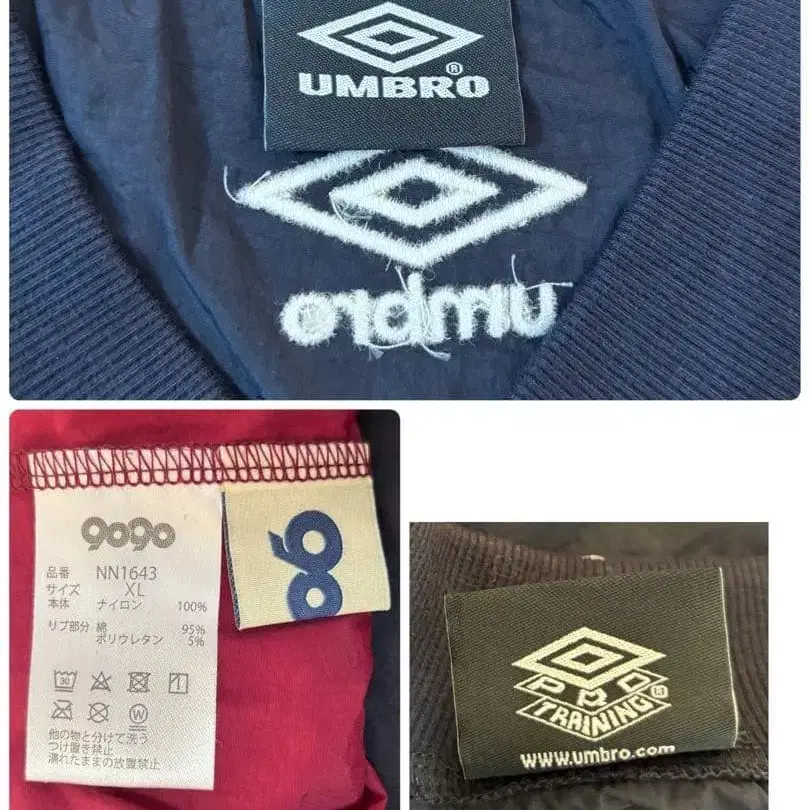 UMBRO®
umbro
9090
品番 NN1643
サイズ XL
本体 ナイロン 100%
リブ部分 綿 95%
ポリウレタン 5%
30
1
W
他の物と分けて洗う
つけ置き禁止
濡れたままの放置禁止
90
PRO
TRAINING®
www.umbro.com